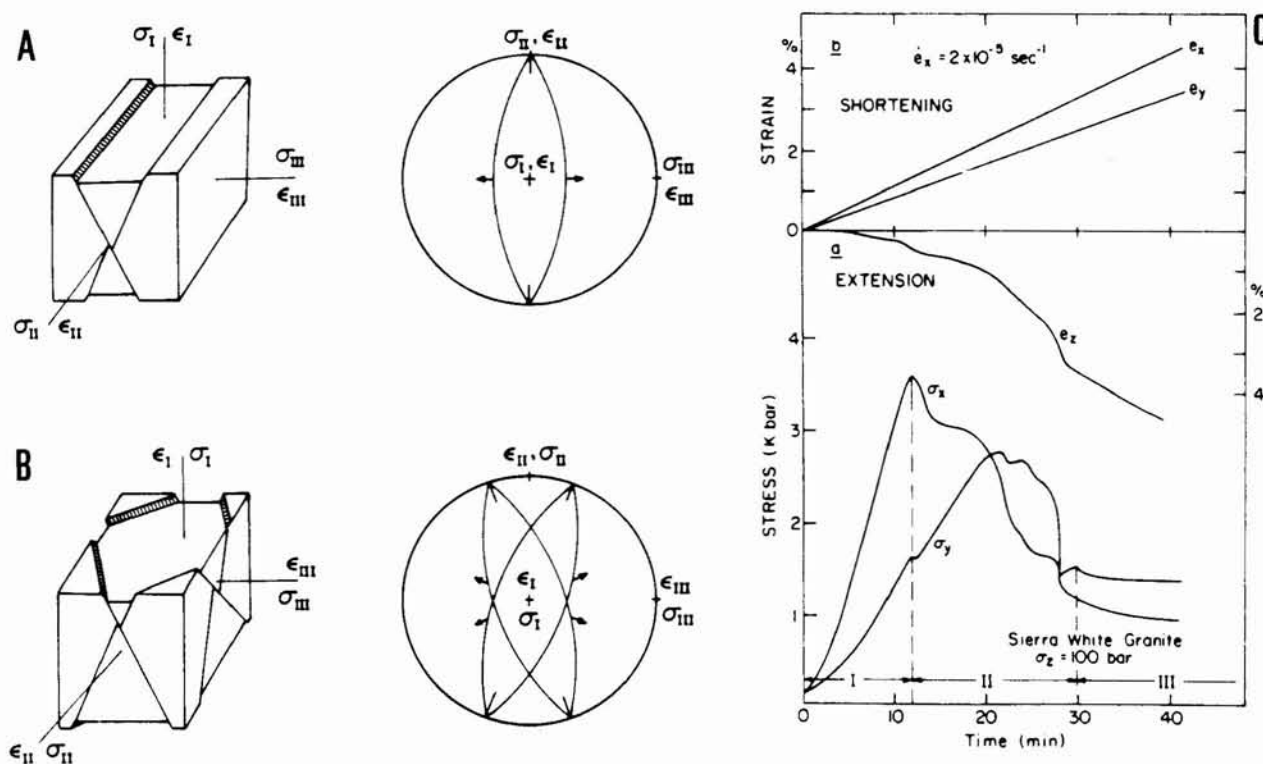 A
σI ϵI
σIII
ϵIII
σII ϵII
σII, ϵII
σI, ϵI
+
σIII
ϵIII
B
ϵI σI
ϵIII
σIII
ϵII σII
ϵII, σII
ϵI
+
σI
ϵIII
σIII
C
%
4
2
0
STRAIN
b
ėx = 2 x 10⁻⁵ sec⁻¹
SHORTENING
ex
ey
a
EXTENSION
ez
%
2
4
4
3
2
1
STRESS (K bar)
σx
σy
Sierra White Granite
σz = 100 bar
I II III
0 10 20 30 40
Time (min)